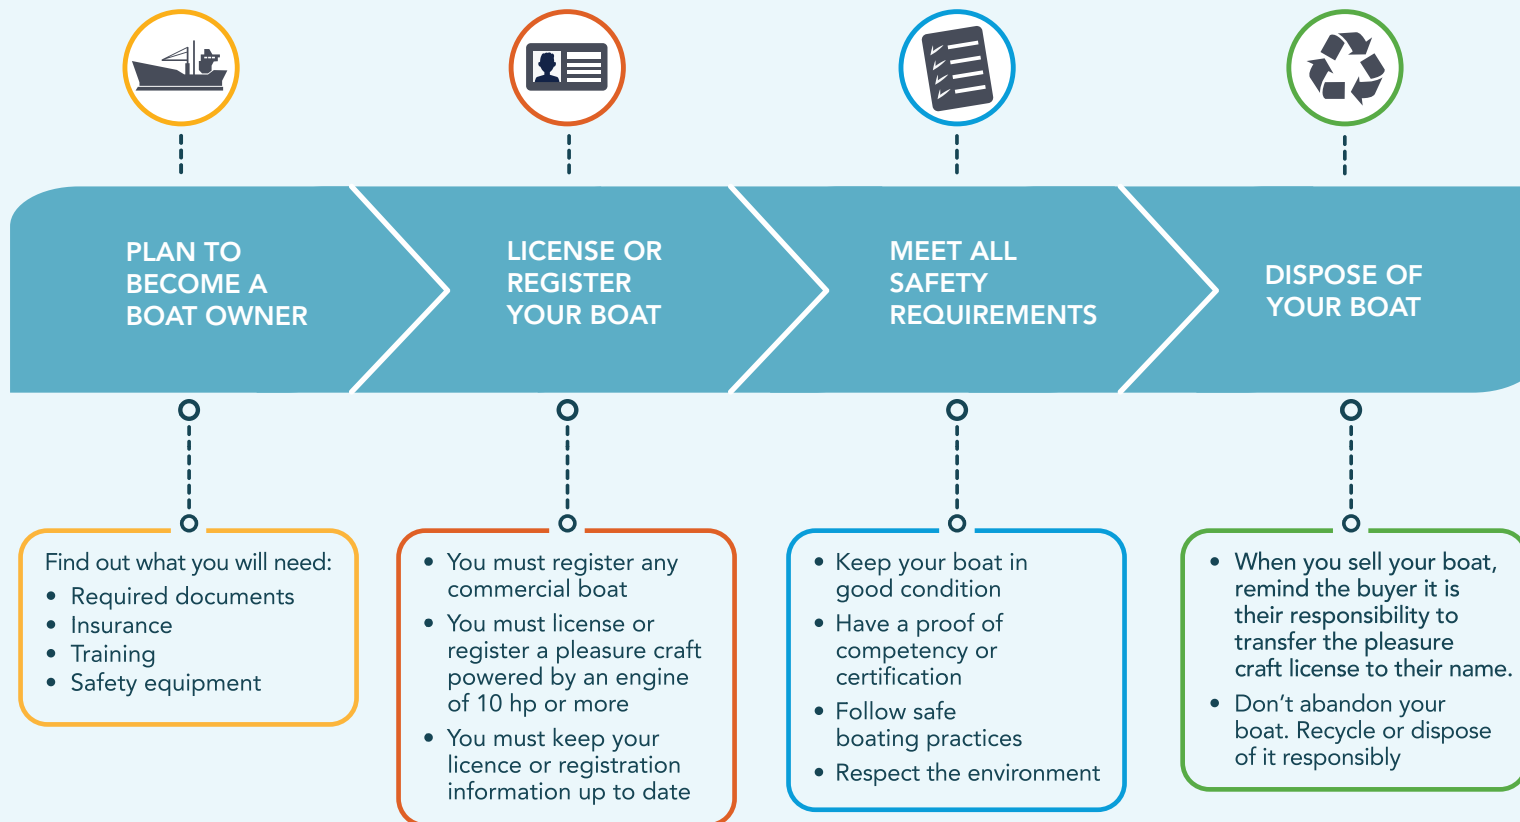 PLAN TO
BECOME A
BOAT OWNER
LICENSE OR
REGISTER
YOUR BOAT
MEET ALL
SAFETY
REQUIREMENTS
DISPOSE OF
YOUR BOAT
Find out what you will need:
• Required documents
• Insurance
• Training
• Safety equipment
• You must register any
commercial boat
• You must license or
register a pleasure craft
powered by an engine
of 10 hp or more
• You must keep your
licence or registration
information up to date
• Keep your boat in
good condition
• Have a proof of
competency or
certification
• Follow safe
boating practices
• Respect the environment
• When you sell your boat,
remind the buyer it is
their responsibility to
transfer the pleasure
craft license to their name.
• Don’t abandon your
boat. Recycle or dispose
of it responsibly